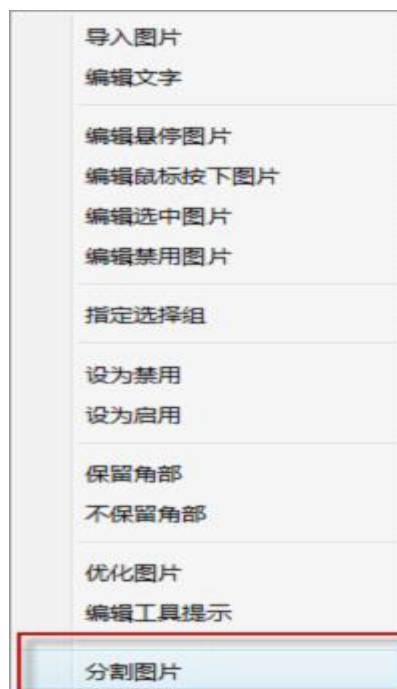 导入图片
编辑文字
编辑悬停图片
编辑鼠标按下图片
编辑选中图片
编辑禁用图片
指定选择组
设为禁用
设为启用
保留角部
不保留角部
优化图片
编辑工具提示
分割图片